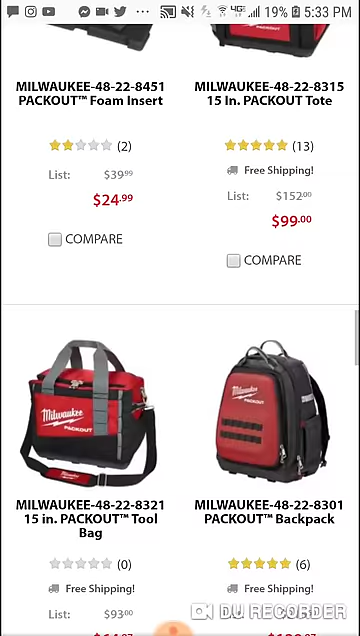 19% 5:33 PM
MILWAUKEE-48-22-8451
PACKOUT™ Foam Insert
(2)
List: $39.99
$24.99
COMPARE
MILWAUKEE-48-22-8315
15 In. PACKOUT Tote
(13)
Free Shipping!
List: $152.00
$99.00
COMPARE
Milwaukee
PACKOUT
MILWAUKEE-48-22-8321
15 in. PACKOUT™ Tool
Bag
(0)
Free Shipping!
List: $93.00
Milwaukee
PACKOUT
MILWAUKEE-48-22-8301
PACKOUT™ Backpack
(6)
Free Shipping!
List:
DU RECORDER